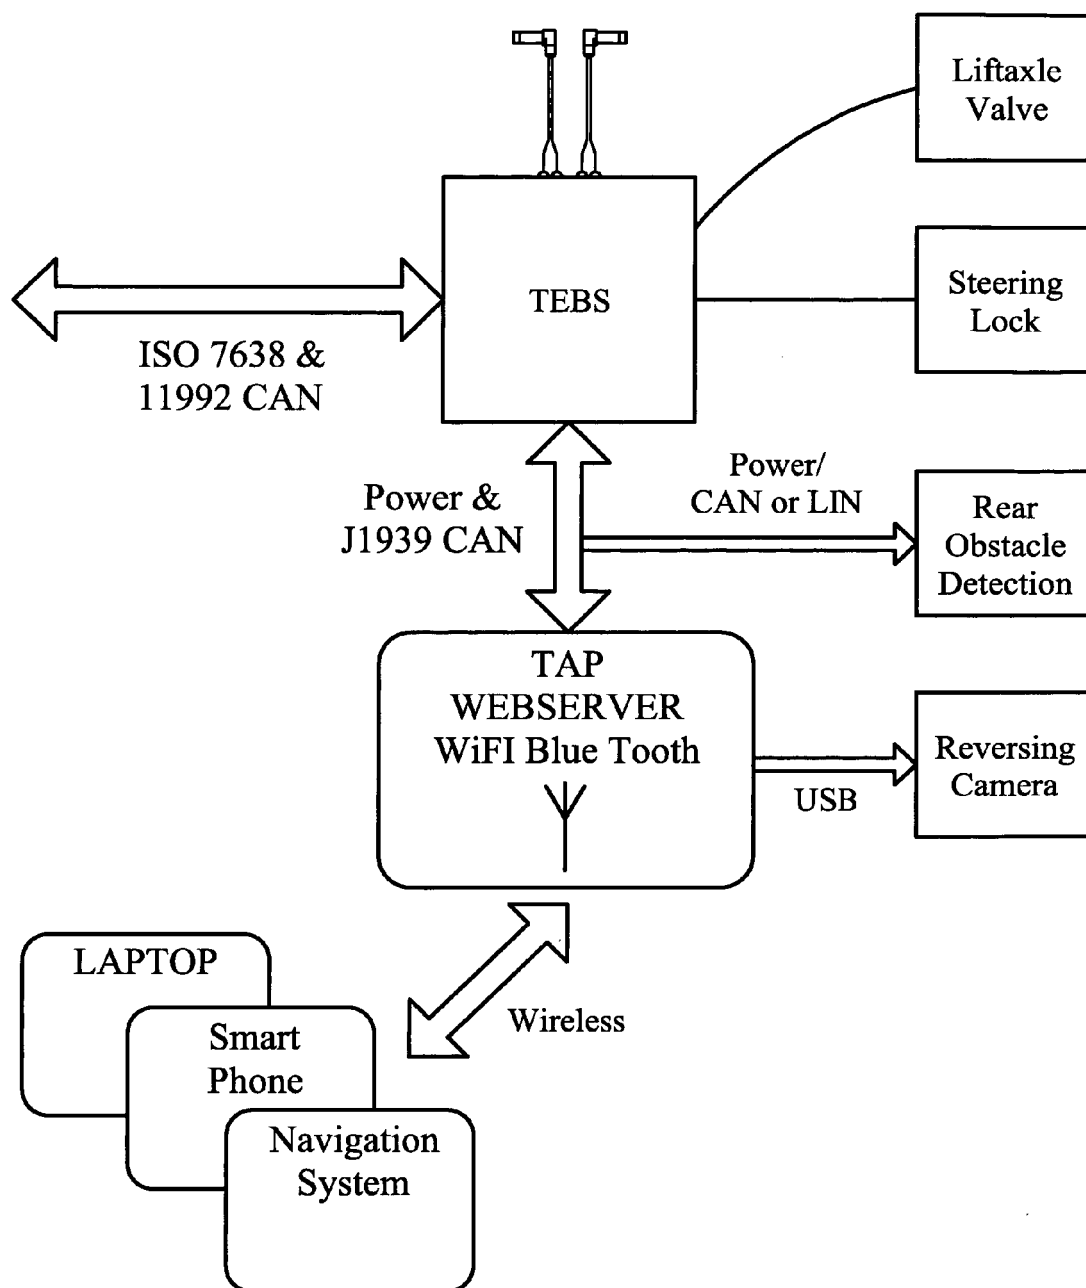 Liftaxle
Valve
TEBS
Steering
Lock
ISO 7638 &
11992 CAN
Power &
J1939 CAN
Power/
CAN or LIN
Rear
Obstacle
Detection
TAP
WEBSERVER
WiFI Blue Tooth
USB
Reversing
Camera
Wireless
LAPTOP
Smart
Phone
Navigation
System